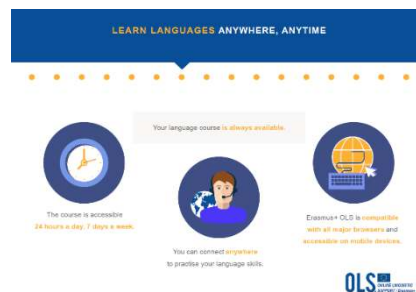 LEARN LANGUAGES ANYWHERE, ANYTIME
Your language course is always available.
The course is accessible
24 hours a day, 7 days a week.
You can connect anywhere
to practise your language skills.
Erasmus+ OLS is compatible
with all major browsers and
accessible on mobile devices.
OLS
ONLINE LINGUISTIC